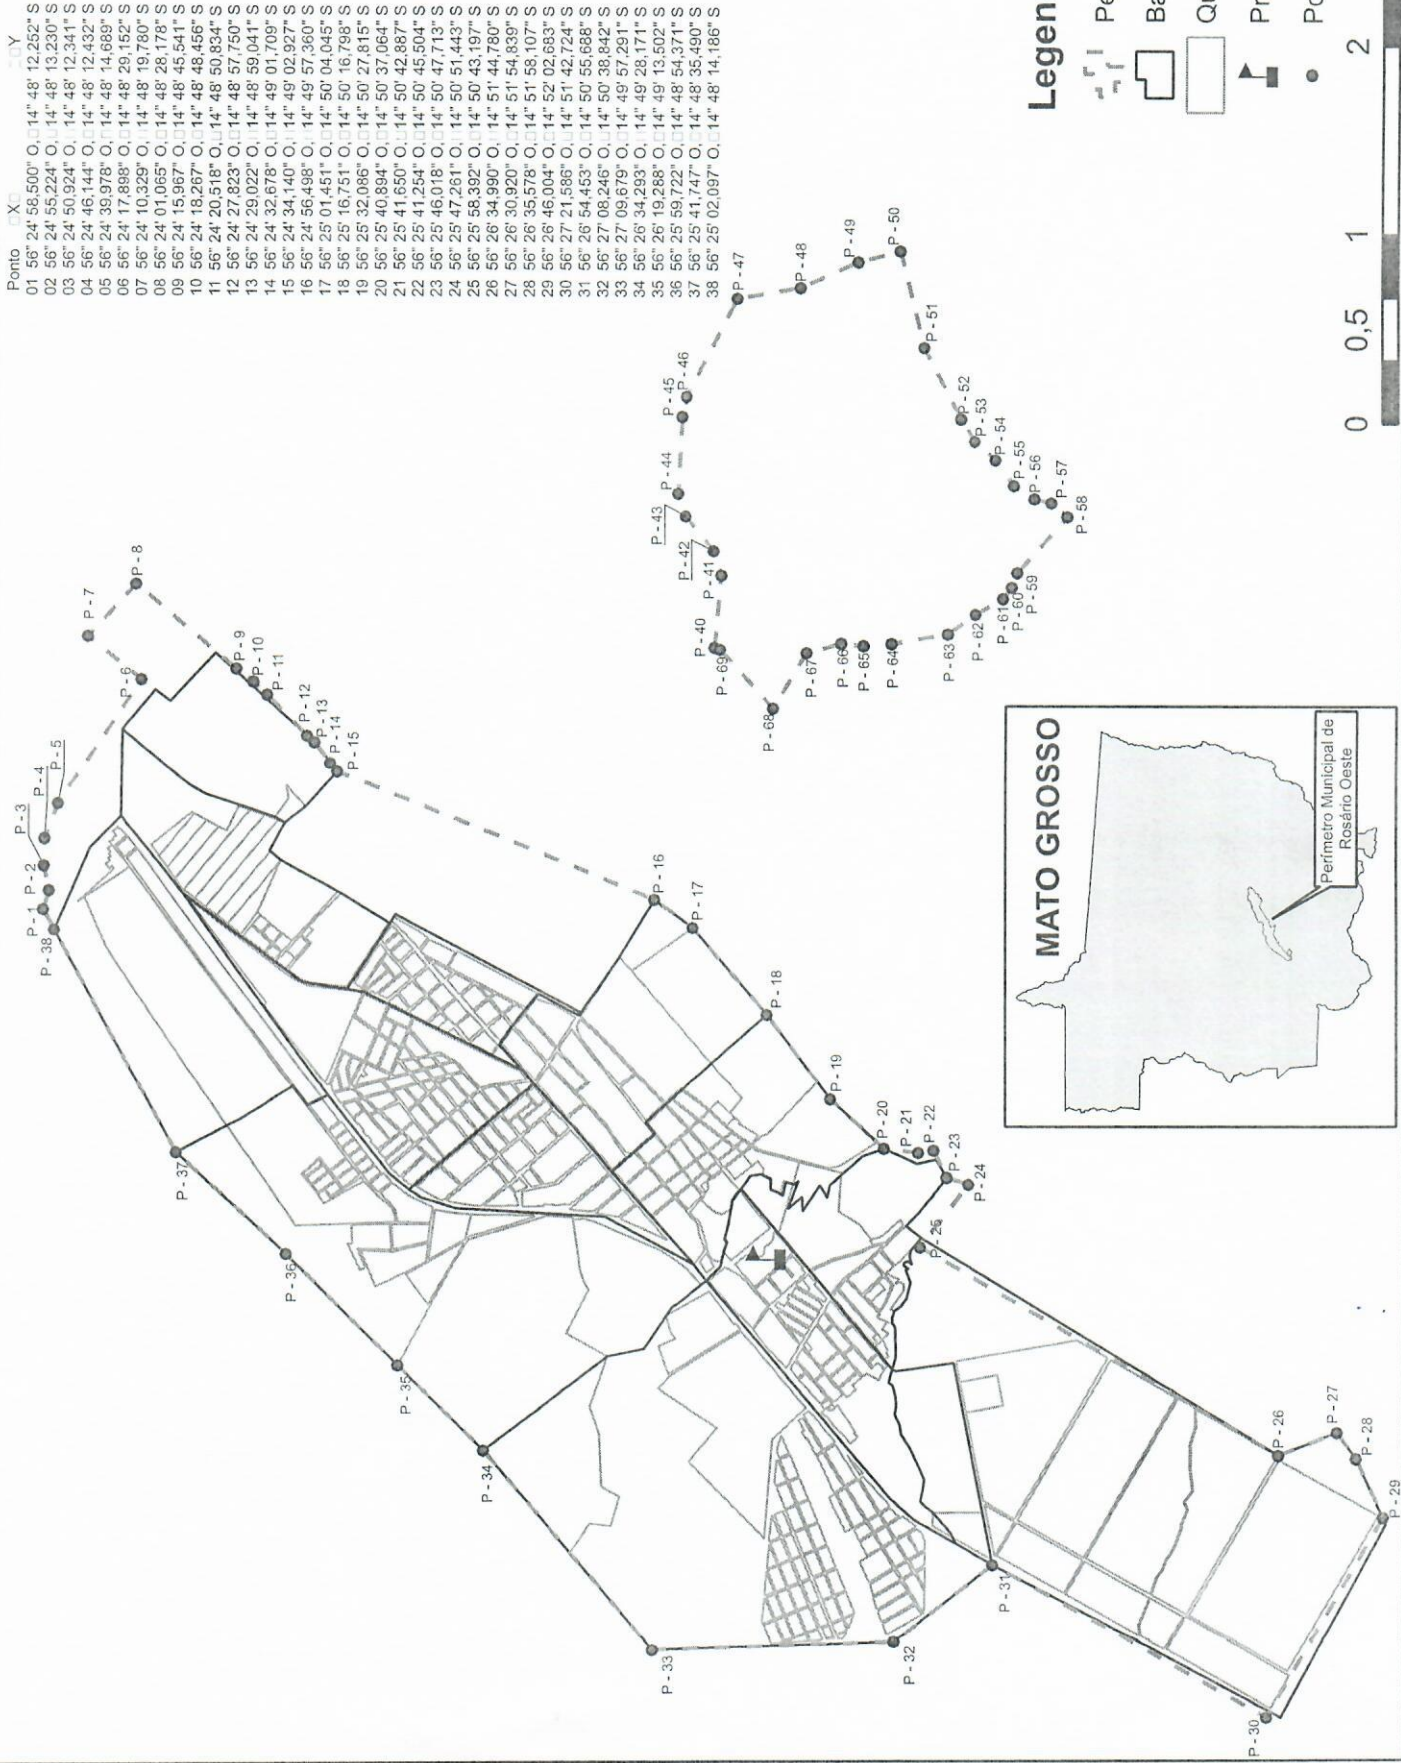 Ponto X Y
01 56° 24' 58,500" O, 14° 48' 12,252" S
02 56° 24' 55,224" O, 14° 48' 13,230" S
03 56° 24' 50,924" O, 14° 48' 12,341" S
04 56° 24' 46,144" O, 14° 48' 12,432" S
05 56° 24' 39,978" O, 14° 48' 14,689" S
06 56° 24' 17,898" O, 14° 48' 29,152" S
07 56° 24' 10,329" O, 14° 48' 19,780" S
08 56° 24' 01,065" O, 14° 48' 28,178" S
09 56° 24' 15,967" O, 14° 48' 45,541" S
10 56° 24' 18,267" O, 14° 48' 48,456" S
11 56° 24' 20,518" O, 14° 48' 50,834" S
12 56° 24' 27,823" O, 14° 48' 57,750" S
13 56° 24' 29,022" O, 14° 48' 59,041" S
14 56° 24' 32,678" O, 14° 49' 01,709" S
15 56° 24' 34,140" O, 14° 49' 02,927" S
16 56° 24' 56,498" O, 14° 49' 57,360" S
17 56° 25' 01,451" O, 14° 50' 04,045" S
18 56° 25' 16,751" O, 14° 50' 16,798" S
19 56° 25' 32,086" O, 14° 50' 27,815" S
20 56° 25' 40,894" O, 14° 50' 37,064" S
21 56° 25' 41,650" O, 14° 50' 42,887" S
22 56° 25' 41,254" O, 14° 50' 45,504" S
23 56° 25' 46,018" O, 14° 50' 47,713" S
24 56° 25' 47,261" O, 14° 50' 51,443" S
25 56° 25' 58,392" O, 14° 50' 43,197" S
26 56° 26' 34,990" O, 14° 51' 44,780" S
27 56° 26' 30,920" O, 14° 51' 54,839" S
28 56° 26' 35,578" O, 14° 51' 58,107" S
29 56° 26' 46,004" O, 14° 52' 02,683" S
30 56° 27' 21,586" O, 14° 51' 42,724" S
31 56° 26' 54,453" O, 14° 50' 55,688" S
32 56° 27' 08,246" O, 14° 50' 38,842" S
33 56° 27' 09,679" O, 14° 49' 57,291" S
34 56° 26' 34,293" O, 14° 49' 28,171" S
35 56° 26' 19,288" O, 14° 49' 13,502" S
36 56° 25' 59,722" O, 14° 48' 54,371" S
37 56° 25' 41,747" O, 14° 48' 35,490" S
38 56° 25' 02,097" O, 14° 48' 14,186" S
P - 1
P - 2
P - 3
P - 4
P - 5
P - 6
P - 7
P - 8
P - 9
P - 10
P - 11
P - 12
P - 13
P - 14
P - 15
P - 16
P - 17
P - 18
P - 19
P - 20
P - 21
P - 22
P - 23
P - 24
P - 25
P - 26
P - 27
P - 28
P - 29
P - 30
P - 31
P - 32
P - 33
P - 34
P - 35
P - 36
P - 37
P - 38
P - 40
P - 41
P - 42
P - 43
P - 44
P - 45
P - 46
P - 47
P - 48
P - 49
P - 50
P - 51
P - 52
P - 53
P - 54
P - 55
P - 56
P - 57
P - 58
P - 59
P - 60
P - 61
P - 62
P - 63
P - 64
P - 65
P - 66
P - 67
P - 68
P - 69
MATO GROSSO
Perímetro Municipal de
Rosário Oeste
Legen
Pe
Ba
Qu
Pr
Po
0 0,5 1 2